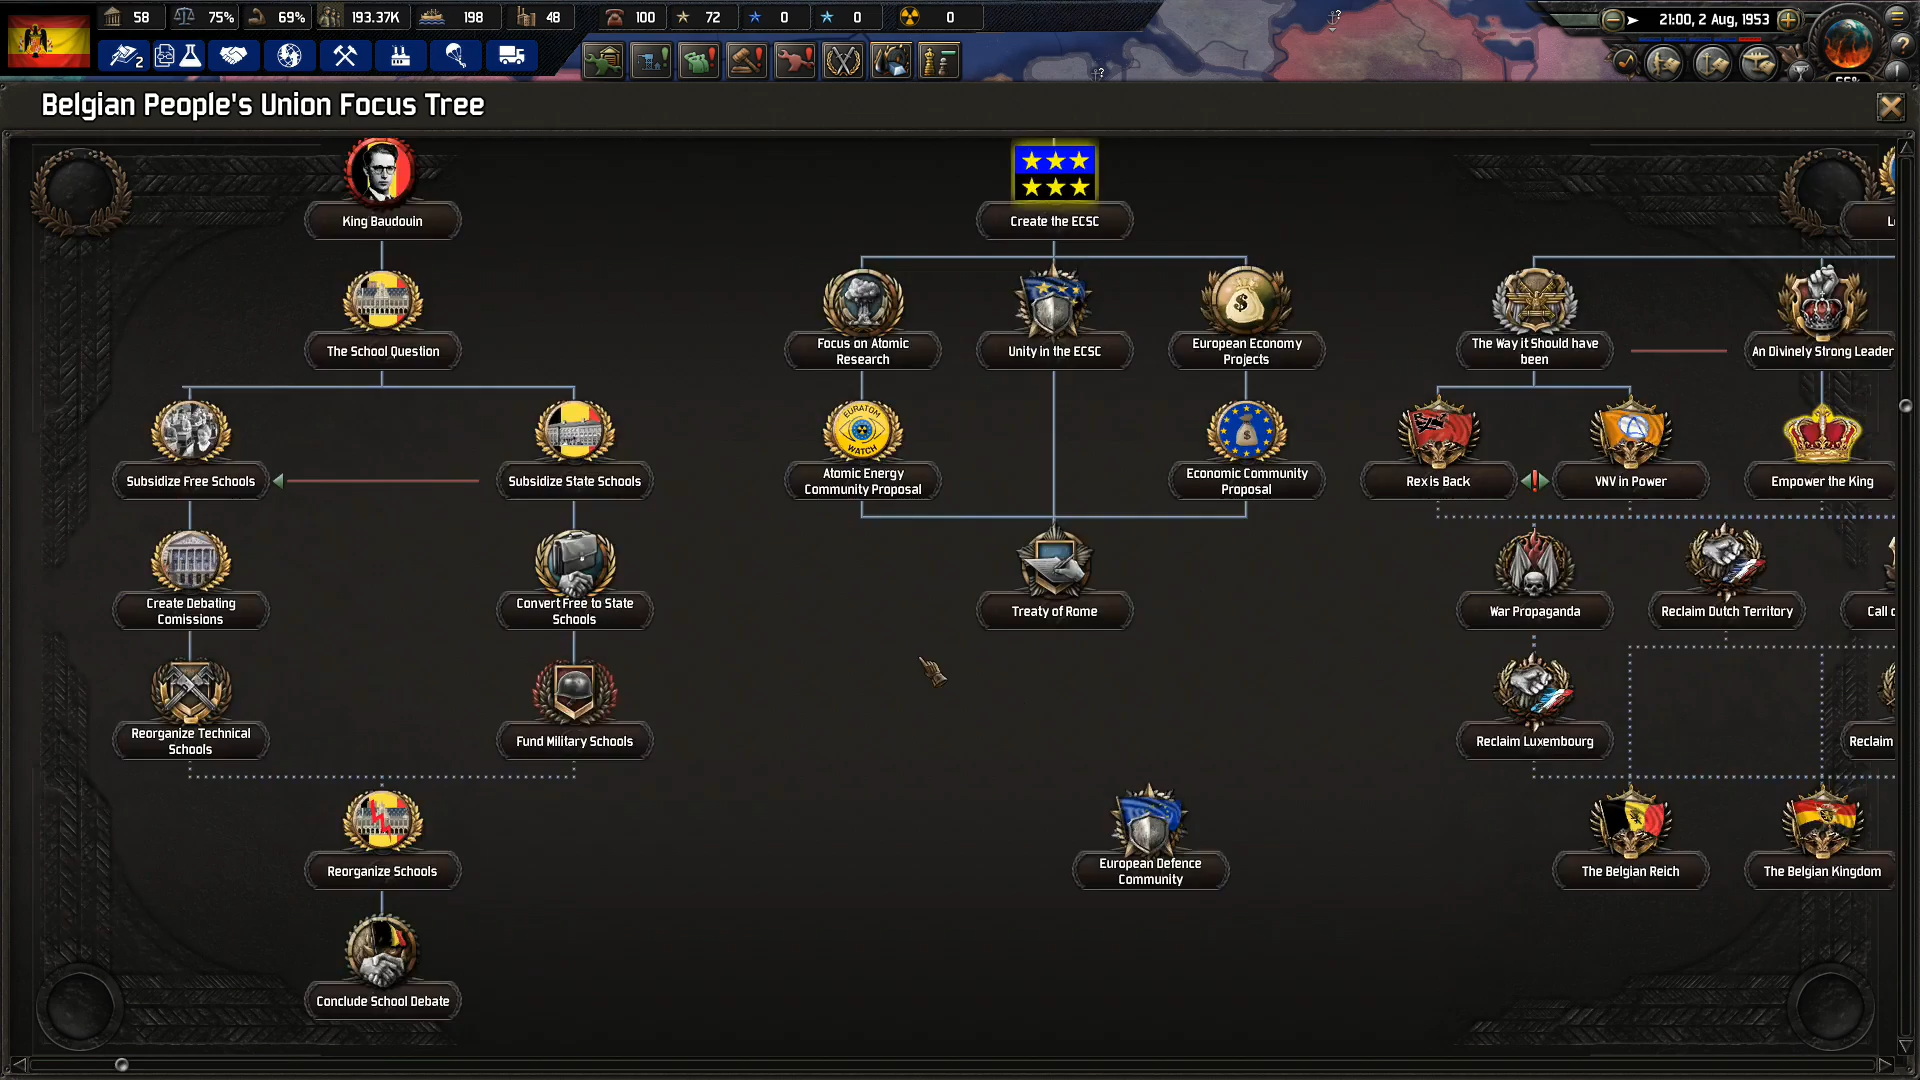 58
75%
69%
193.37K
198
48
100
72
0
0
0
21:00, 2 Aug, 1953
2
Belgian People's Union Focus Tree
King Baudouin
Create the ECSC
The School Question
Focus on Atomic
Research
Unity in the ECSC
European Economy
Projects
The Way it Should have
been
An Divinely Strong Leader
Subsidize Free Schools
Subsidize State Schools
EURATOM
WATCH
Atomic Energy
Community Proposal
Economic Community
Proposal
Rex is Back
VNV in Power
Empower the King
Create Debating
Comissions
Convert Free to State
Schools
Treaty of Rome
War Propaganda
Reclaim Dutch Territory
Call
Reorganize Technical
Schools
Fund Military Schools
Reclaim Luxembourg
Reclaim
Reorganize Schools
European Defence
Community
The Belgian Reich
The Belgian Kingdom
Conclude School Debate